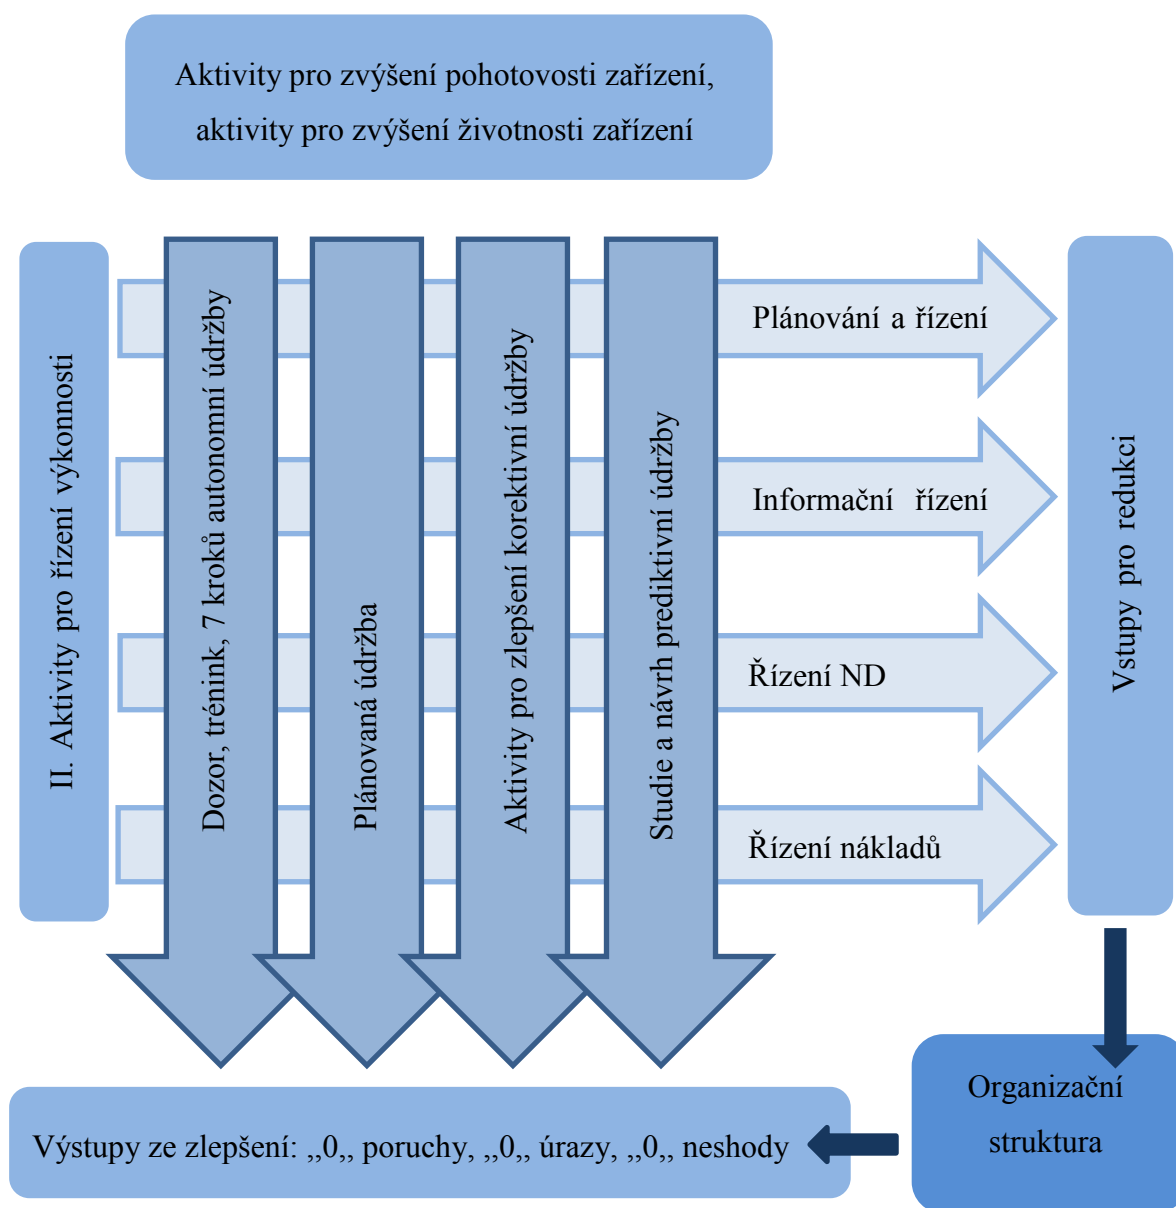 Aktivity pro zvýšení pohotovosti zařízení,
aktivity pro zvýšení životnosti zařízení
II. Aktivity pro řízení výkonnosti
Dozor, trénink, 7 kroků autonomní údržby
Plánovaná údržba
Aktivity pro zlepšení korektivní údržby
Studie a návrh prediktivní údržby
Plánování a řízení
Informační řízení
Řízení ND
Řízení nákladů
Vstupy pro redukci
Organizační
struktura
Výstupy ze zlepšení: ,,0,, poruchy, ,,0,, úrazy, ,,0,, neshody